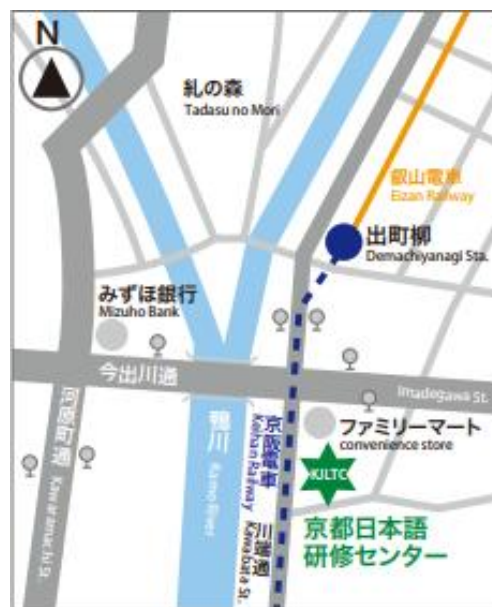 N
糺の森
Tadasu no Mori
叡山電車
Eizan Railway
出町柳
Demachiyanagi Sta.
みずほ銀行
Mizuho Bank
今出川通
Imadegawa St.
河原町通
Kawaramachi St.
鴨川
Kamo River
京阪電車
Keihan Railway
川端通
Kawabata St.
ファミリーマート
convenience store
KJLTC
京都日本語
研修センター